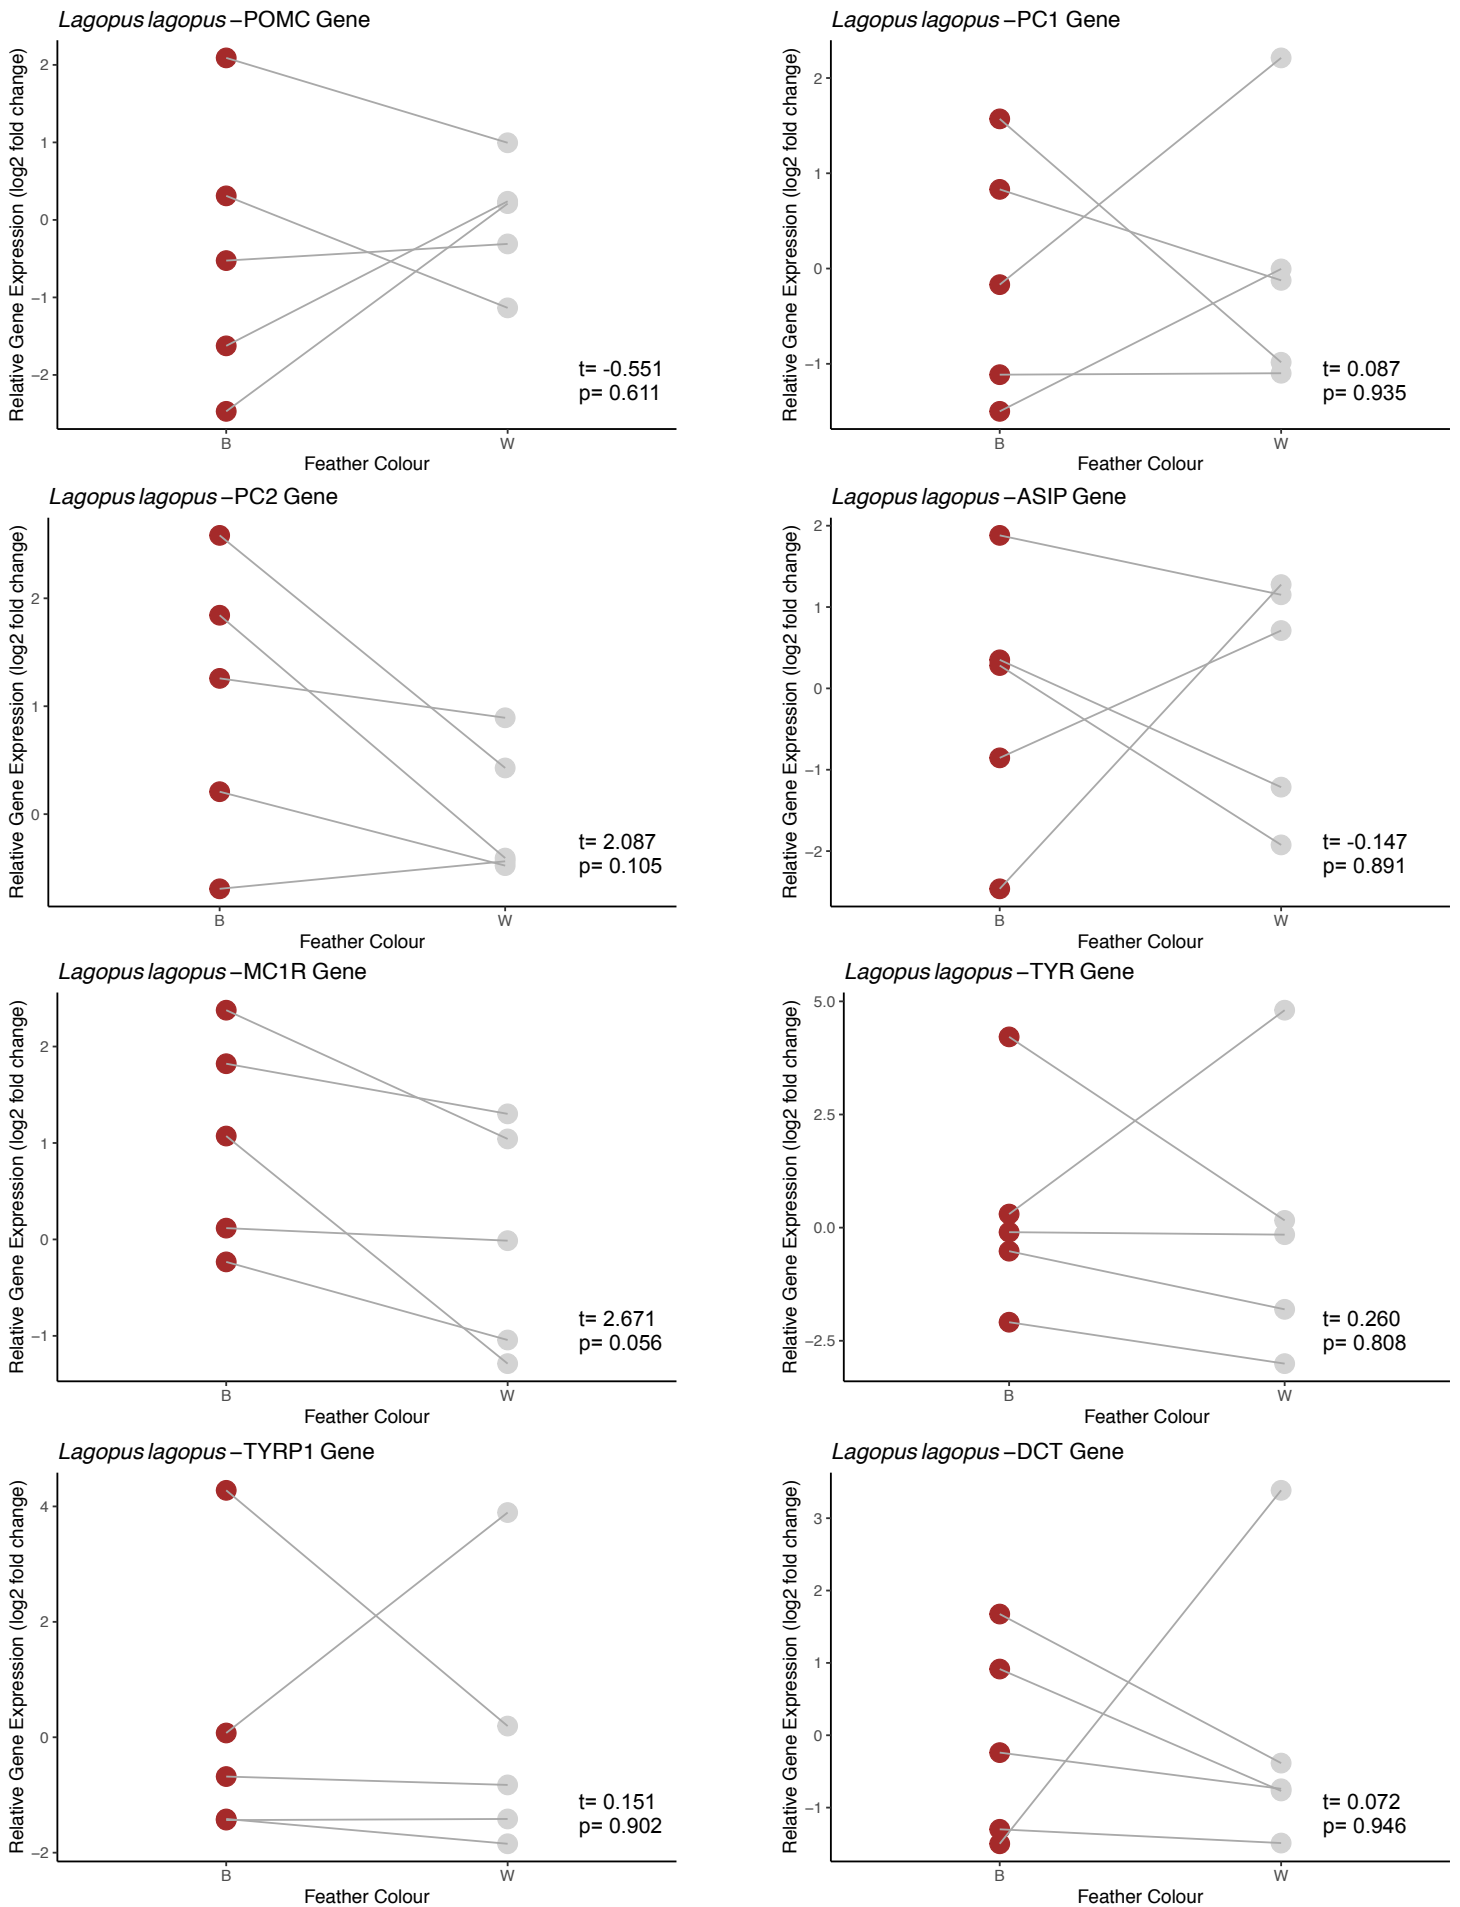 Lagopus lagopus –POMC Gene
Relative Gene Expression (log2 fold change)
2
1
0
−1
−2
t= -0.551
p= 0.611
B
W
Feather Colour
Lagopus lagopus –PC1 Gene
Relative Gene Expression (log2 fold change)
2
1
0
−1
t= 0.087
p= 0.935
B
W
Feather Colour
Lagopus lagopus –PC2 Gene
Relative Gene Expression (log2 fold change)
2
1
0
t= 2.087
p= 0.105
B
W
Feather Colour
Lagopus lagopus –ASIP Gene
Relative Gene Expression (log2 fold change)
2
1
0
−1
−2
t= -0.147
p= 0.891
B
W
Feather Colour
Lagopus lagopus –MC1R Gene
Relative Gene Expression (log2 fold change)
2
1
0
−1
t= 2.671
p= 0.056
B
W
Feather Colour
Lagopus lagopus –TYR Gene
Relative Gene Expression (log2 fold change)
5.0
2.5
0.0
−2.5
t= 0.260
p= 0.808
B
W
Feather Colour
Lagopus lagopus –TYRP1 Gene
Relative Gene Expression (log2 fold change)
4
2
0
−2
t= 0.151
p= 0.902
B
W
Feather Colour
Lagopus lagopus –DCT Gene
Relative Gene Expression (log2 fold change)
3
2
1
0
−1
t= 0.072
p= 0.946
B
W
Feather Colour